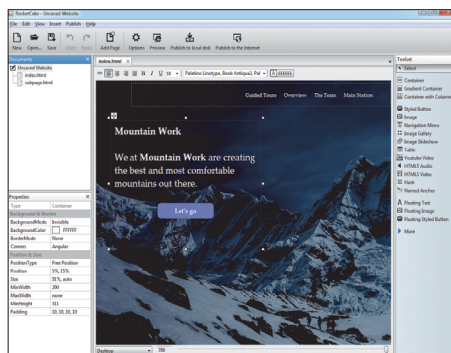 RocketCake - Unsaved Website
File Edit View Insert Publish Help
New Open... Save Undo Redo Add Page Options Preview Publish to local disk Publish to the Internet
Documents
Unsaved Website
index.html
webpage.html
index.html
10 Palatino Linotype, Book Antiqua3, Pal
Guided Tours Overview The Team Main Station
Mountain Work
We at Mountain Work are creating
the best and most comfortable
mountains out there.
Let's go
Desktop 780
Properties
Type Container
Background & Border
BackgroundMode Invisible
BackgroundColor FFFFFF
BorderMode None
Corners Angular
Position & Size
PositionType Free Position
Position 5%, 15%
Size 91%, auto
MinWidth 200
MaxWidth none
MinHeight 311
Padding 10, 10, 10, 10
Toolset
Select
Container
Gradient Container
Container with Columns
Styled Button
Image
Navigation Menu
Image Gallery
Image Slideshow
Table
Youtube Video
HTML5 Audio
HTML5 Video
Flash
Named Anchor
Floating Text
Floating Image
Floating Styled Button
More